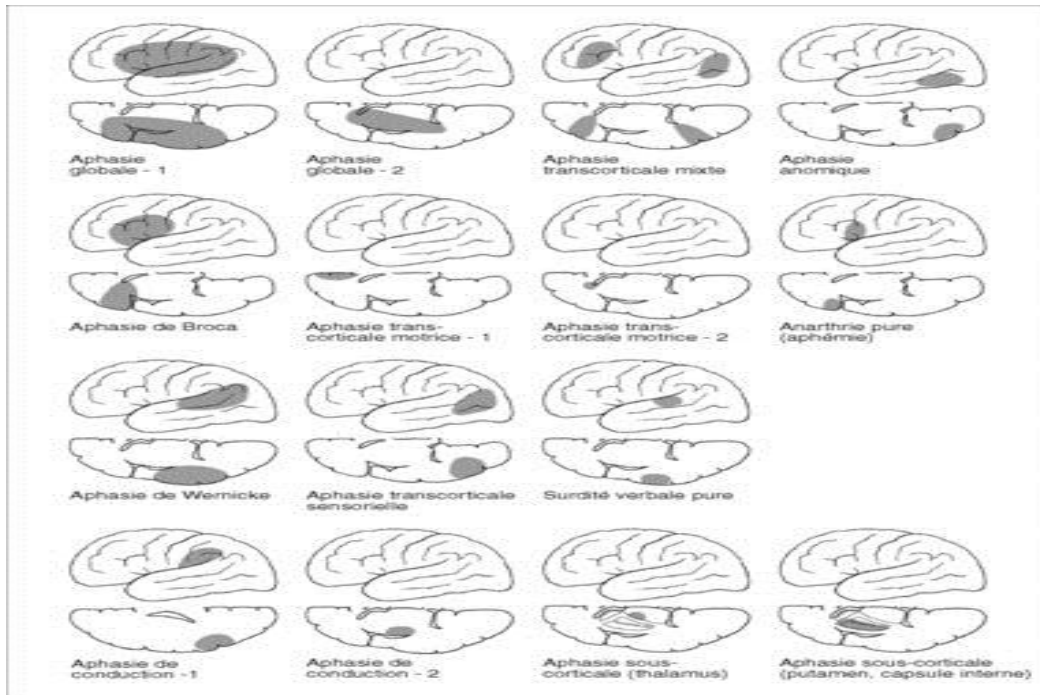 Aphasie
globale - 1
Aphasie
globale - 2
Aphasie
transcorticale mixte
Aphasie
anomique
Aphasie de Broca
Aphasie trans-
corticale motrice - 1
Aphasie trans-
corticale motrice - 2
Anarthrie pure
(aphémie)
Aphasie de Wernicke
Aphasie transcorticale
sensorielle
Surdité verbale pure
Aphasie de
conduction -1
Aphasie de
conduction - 2
Aphasie sous-
corticale (thalamus)
Aphasie sous-corticale
(putamen, capsule interne)